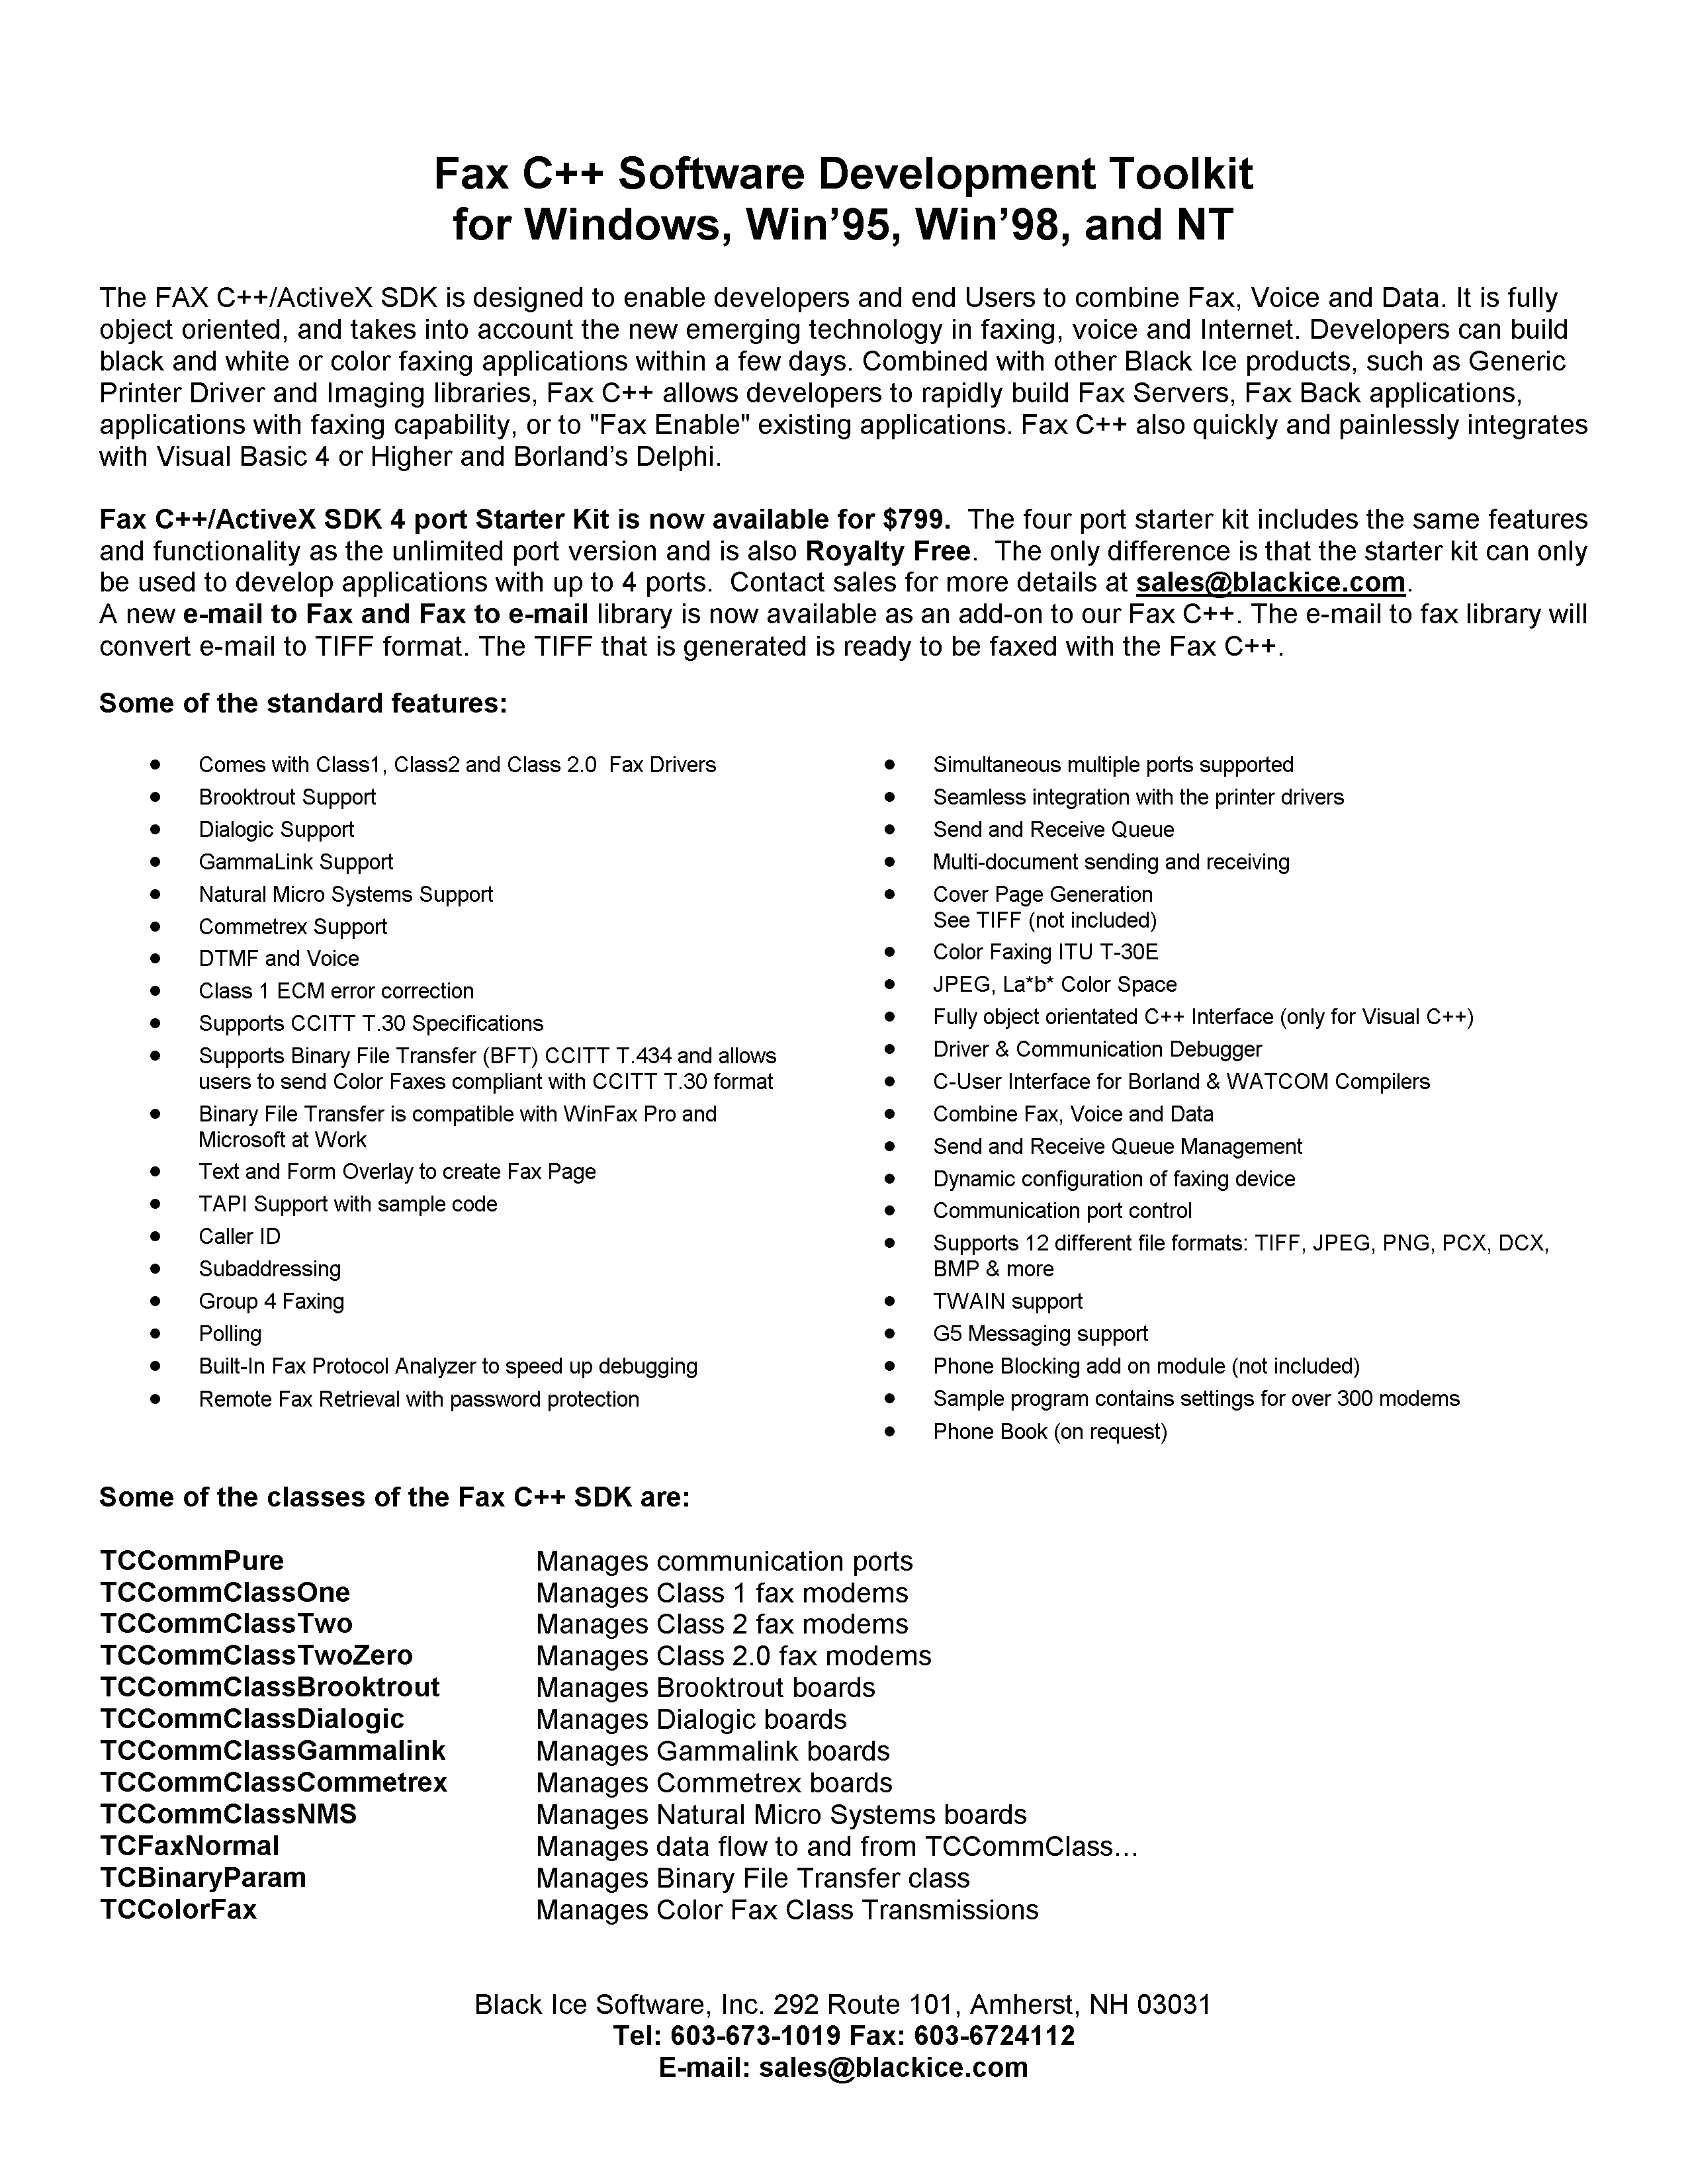 Fax C++ Software Development Toolkit
for Windows, Win’95, Win’98, and NT
The FAX C++/ActiveX SDK is designed to enable developers and end Users to combine Fax, Voice and Data. It is fully
object oriented, and takes into account the new emerging technology in faxing, voice and Internet. Developers can build
black and white or color faxing applications within a few days. Combined with other Black Ice products, such as Generic
Printer Driver and Imaging libraries, Fax C++ allows developers to rapidly build Fax Servers, Fax Back applications,
applications with faxing capability, or to "Fax Enable" existing applications. Fax C++ also quickly and painlessly integrates
with Visual Basic 4 or Higher and Borland’s Delphi.
Fax C++/ActiveX SDK 4 port Starter Kit is now available for $799.  The four port starter kit includes the same features
and functionality as the unlimited port version and is also Royalty Free.  The only difference is that the starter kit can only
be used to develop applications with up to 4 ports.  Contact sales for more details at sales@blackice.com.
A new e-mail to Fax and Fax to e-mail library is now available as an add-on to our Fax C++. The e-mail to fax library will
convert e-mail to TIFF format. The TIFF that is generated is ready to be faxed with the Fax C++.
Some of the standard features:
• Comes with Class1, Class2 and Class 2.0  Fax Drivers
• Brooktrout Support
• Dialogic Support
• GammaLink Support
• Natural Micro Systems Support
• Commetrex Support
• DTMF and Voice
• Class 1 ECM error correction
• Supports CCITT T.30 Specifications
• Supports Binary File Transfer (BFT) CCITT T.434 and allows
users to send Color Faxes compliant with CCITT T.30 format
• Binary File Transfer is compatible with WinFax Pro and
Microsoft at Work
• Text and Form Overlay to create Fax Page
• TAPI Support with sample code
• Caller ID
• Subaddressing
• Group 4 Faxing
• Polling
• Built-In Fax Protocol Analyzer to speed up debugging
• Remote Fax Retrieval with password protection
• Simultaneous multiple ports supported
• Seamless integration with the printer drivers
• Send and Receive Queue
• Multi-document sending and receiving
• Cover Page Generation
See TIFF (not included)
• Color Faxing ITU T-30E
• JPEG, La*b* Color Space
• Fully object orientated C++ Interface (only for Visual C++)
• Driver & Communication Debugger
• C-User Interface for Borland & WATCOM Compilers
• Combine Fax, Voice and Data
• Send and Receive Queue Management
• Dynamic configuration of faxing device
• Communication port control
• Supports 12 different file formats: TIFF, JPEG, PNG, PCX, DCX,
BMP & more
• TWAIN support
• G5 Messaging support
• Phone Blocking add on module (not included)
• Sample program contains settings for over 300 modems
• Phone Book (on request)
Some of the classes of the Fax C++ SDK are:
TCCommPure Manages communication ports
TCCommClassOne Manages Class 1 fax modems
TCCommClassTwo Manages Class 2 fax modems
TCCommClassTwoZero Manages Class 2.0 fax modems
TCCommClassBrooktrout Manages Brooktrout boards
TCCommClassDialogic Manages Dialogic boards
TCCommClassGammalink Manages Gammalink boards
TCCommClassCommetrex Manages Commetrex boards
TCCommClassNMS Manages Natural Micro Systems boards
TCFaxNormal Manages data flow to and from TCCommClass…
TCBinaryParam Manages Binary File Transfer class
TCColorFax Manages Color Fax Class Transmissions
Black Ice Software, Inc. 292 Route 101, Amherst, NH 03031
Tel: 603-673-1019 Fax: 603-6724112
E-mail: sales@blackice.com